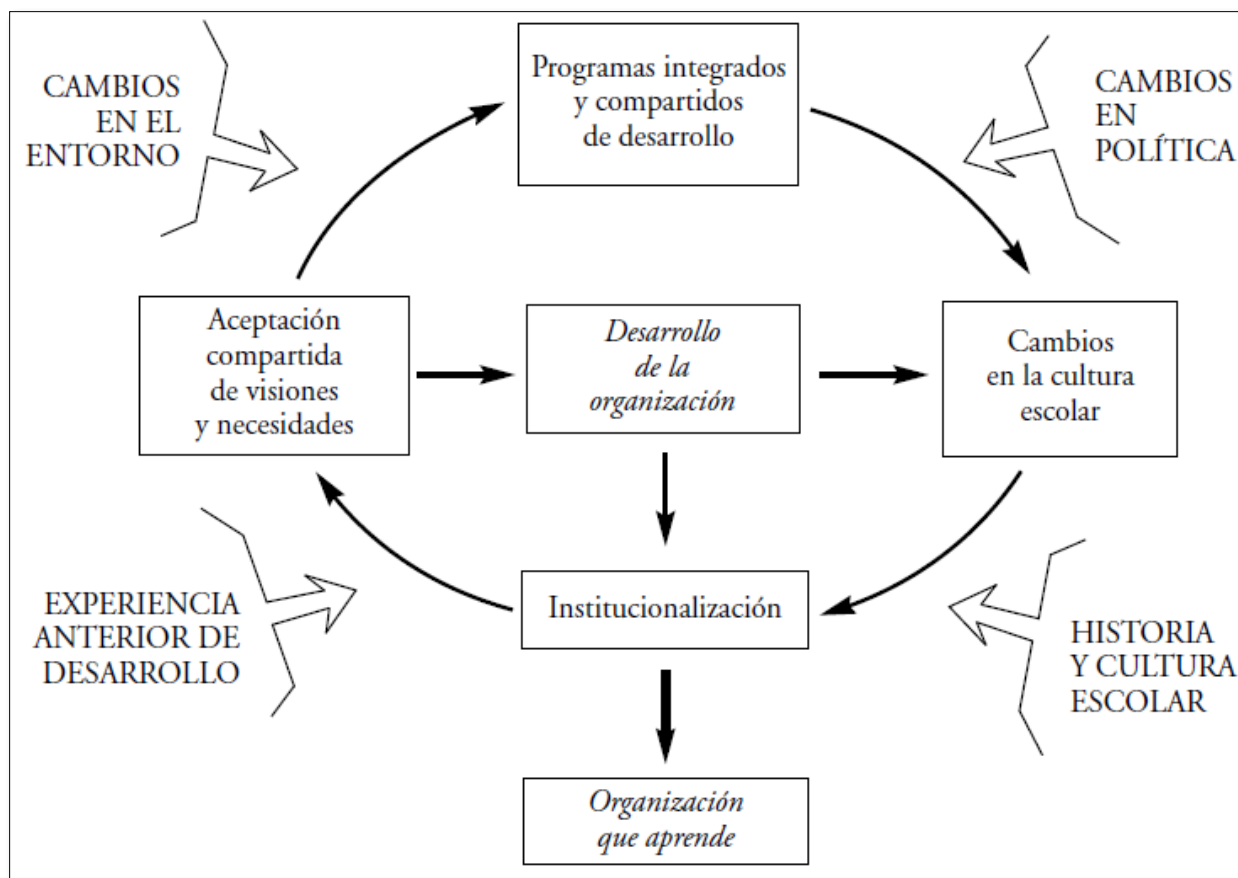 Programas integrados
y compartidos
de desarrollo
CAMBIOS
EN EL
ENTORNO
CAMBIOS
EN
POLÍTICA
Aceptación
compartida
de visiones
y necesidades
Desarrollo
de la
organización
Cambios
en la cultura
escolar
Institucionalización
EXPERIENCIA
ANTERIOR DE
DESARROLLO
HISTORIA
Y CULTURA
ESCOLAR
Organización
que aprende